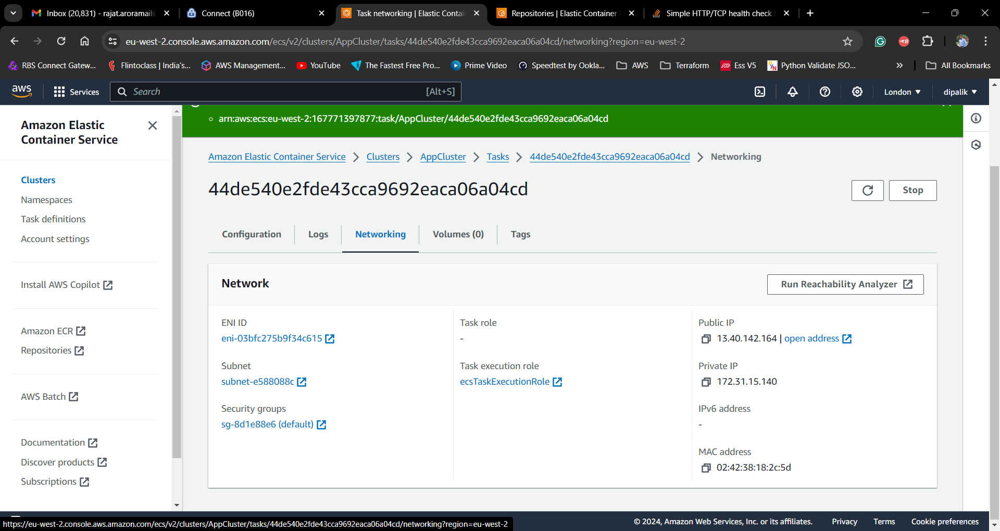 Inbox (20,831) - rajat.aroramail
Connect (B016)
Task networking | Elastic Contai
Repositories | Elastic Container
Simple HTTP/TCP health check
eu-west-2.console.aws.amazon.com/ecs/v2/clusters/AppCluster/tasks/44de540e2fde43cca9692eaca06a04cd/networking?region=eu-west-2
RBS Connect Gatew...
Flintoclass | India's...
AWS Management...
YouTube
The Fastest Free Pro...
Prime Video
Speedtest by Ookla...
AWS
Terraform
Ess V5
Python Validate JSO...
All Bookmarks
aws
Services
Search
[Alt+S]
London
dipalik
Amazon Elastic
Container Service
Clusters
Namespaces
Task definitions
Account settings
Install AWS Copilot
Amazon ECR
Repositories
AWS Batch
Documentation
Discover products
Subscriptions
arn:aws:ecs:eu-west-2:167771397877:task/AppCluster/44de540e2fde43cca9692eaca06a04cd
Amazon Elastic Container Service > Clusters > AppCluster > Tasks > 44de540e2fde43cca9692eaca06a04cd > Networking
44de540e2fde43cca9692eaca06a04cd
Stop
Configuration
Logs
Networking
Volumes (0)
Tags
Network
Run Reachability Analyzer
ENI ID
eni-03bfc275b9f34c615
Subnet
subnet-e588088c
Security groups
sg-8d1e88e6 (default)
Task role
-
Task execution role
ecsTaskExecutionRole
Public IP
13.40.142.164 | open address
Private IP
172.31.15.140
IPv6 address
-
MAC address
02:42:38:18:2c:5d
https://eu-west-2.console.aws.amazon.com/ecs/v2/clusters/AppCluster/tasks/44de540e2fde43cca9692eaca06a04cd/networking?region=eu-west-2
© 2024, Amazon Web Services, Inc. or its affiliates.
Privacy
Terms
Cookie preferences